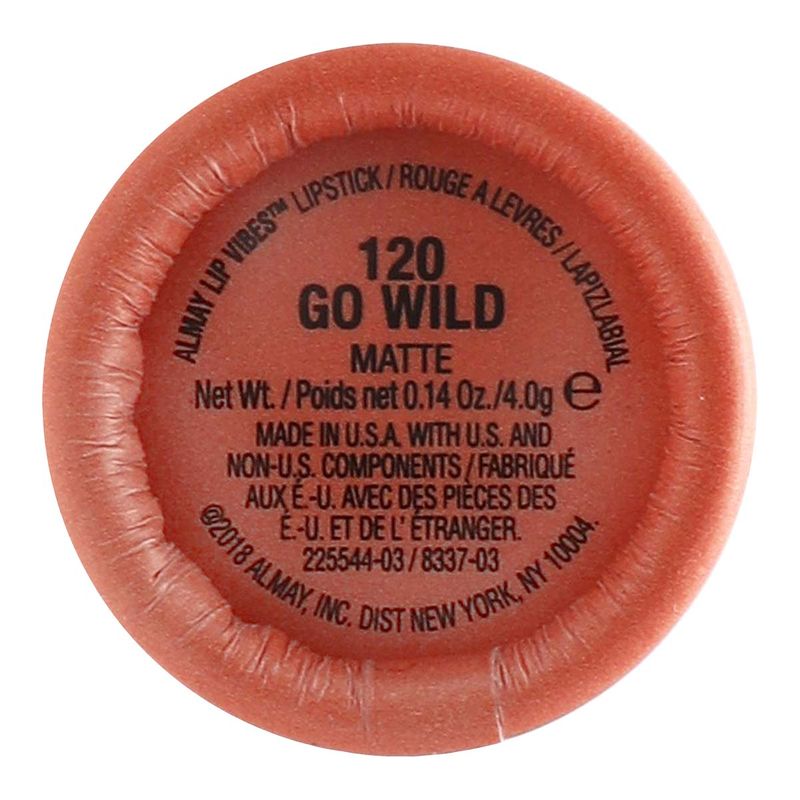 ALMAY LIP VIBES™ LIPSTICK / ROUGE A LEVRES / LAPIZLABIAL
120
GO WILD
MATTE
Net Wt. / Poids net 0.14 Oz./4.0g ℮
MADE IN U.S.A. WITH U.S. AND
NON-U.S. COMPONENTS / FABRIQUÉ
AUX É.-U. AVEC DES PIÈCES DES
É.-U. ET DE L' ÉTRANGER.
225544-03 / 8337-03
©2018 ALMAY, INC. DIST NEW YORK, NY 10004.